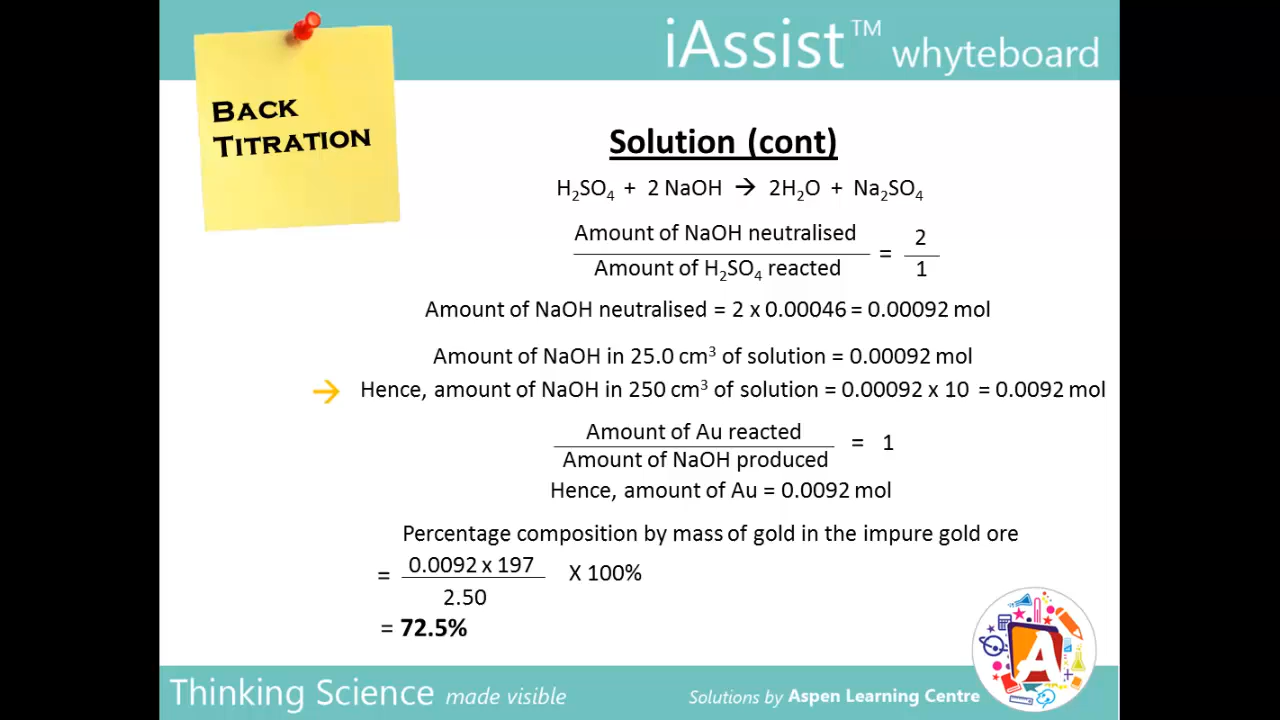 iAssist™ whyteboard
BACK
TITRATION
Solution (cont)
H₂SO₄ + 2 NaOH → 2H₂O + Na₂SO₄
Amount of NaOH neutralised
Amount of H₂SO₄ reacted
= 2
1
Amount of NaOH neutralised = 2 x 0.00046 = 0.00092 mol
Amount of NaOH in 25.0 cm³ of solution = 0.00092 mol
→ Hence, amount of NaOH in 250 cm³ of solution = 0.00092 x 10 = 0.0092 mol
Amount of Au reacted
Amount of NaOH produced
= 1
Hence, amount of Au = 0.0092 mol
Percentage composition by mass of gold in the impure gold ore
= 0.0092 x 197
2.50
X 100%
= 72.5%
A
Thinking Science made visible
Solutions by Aspen Learning Centre